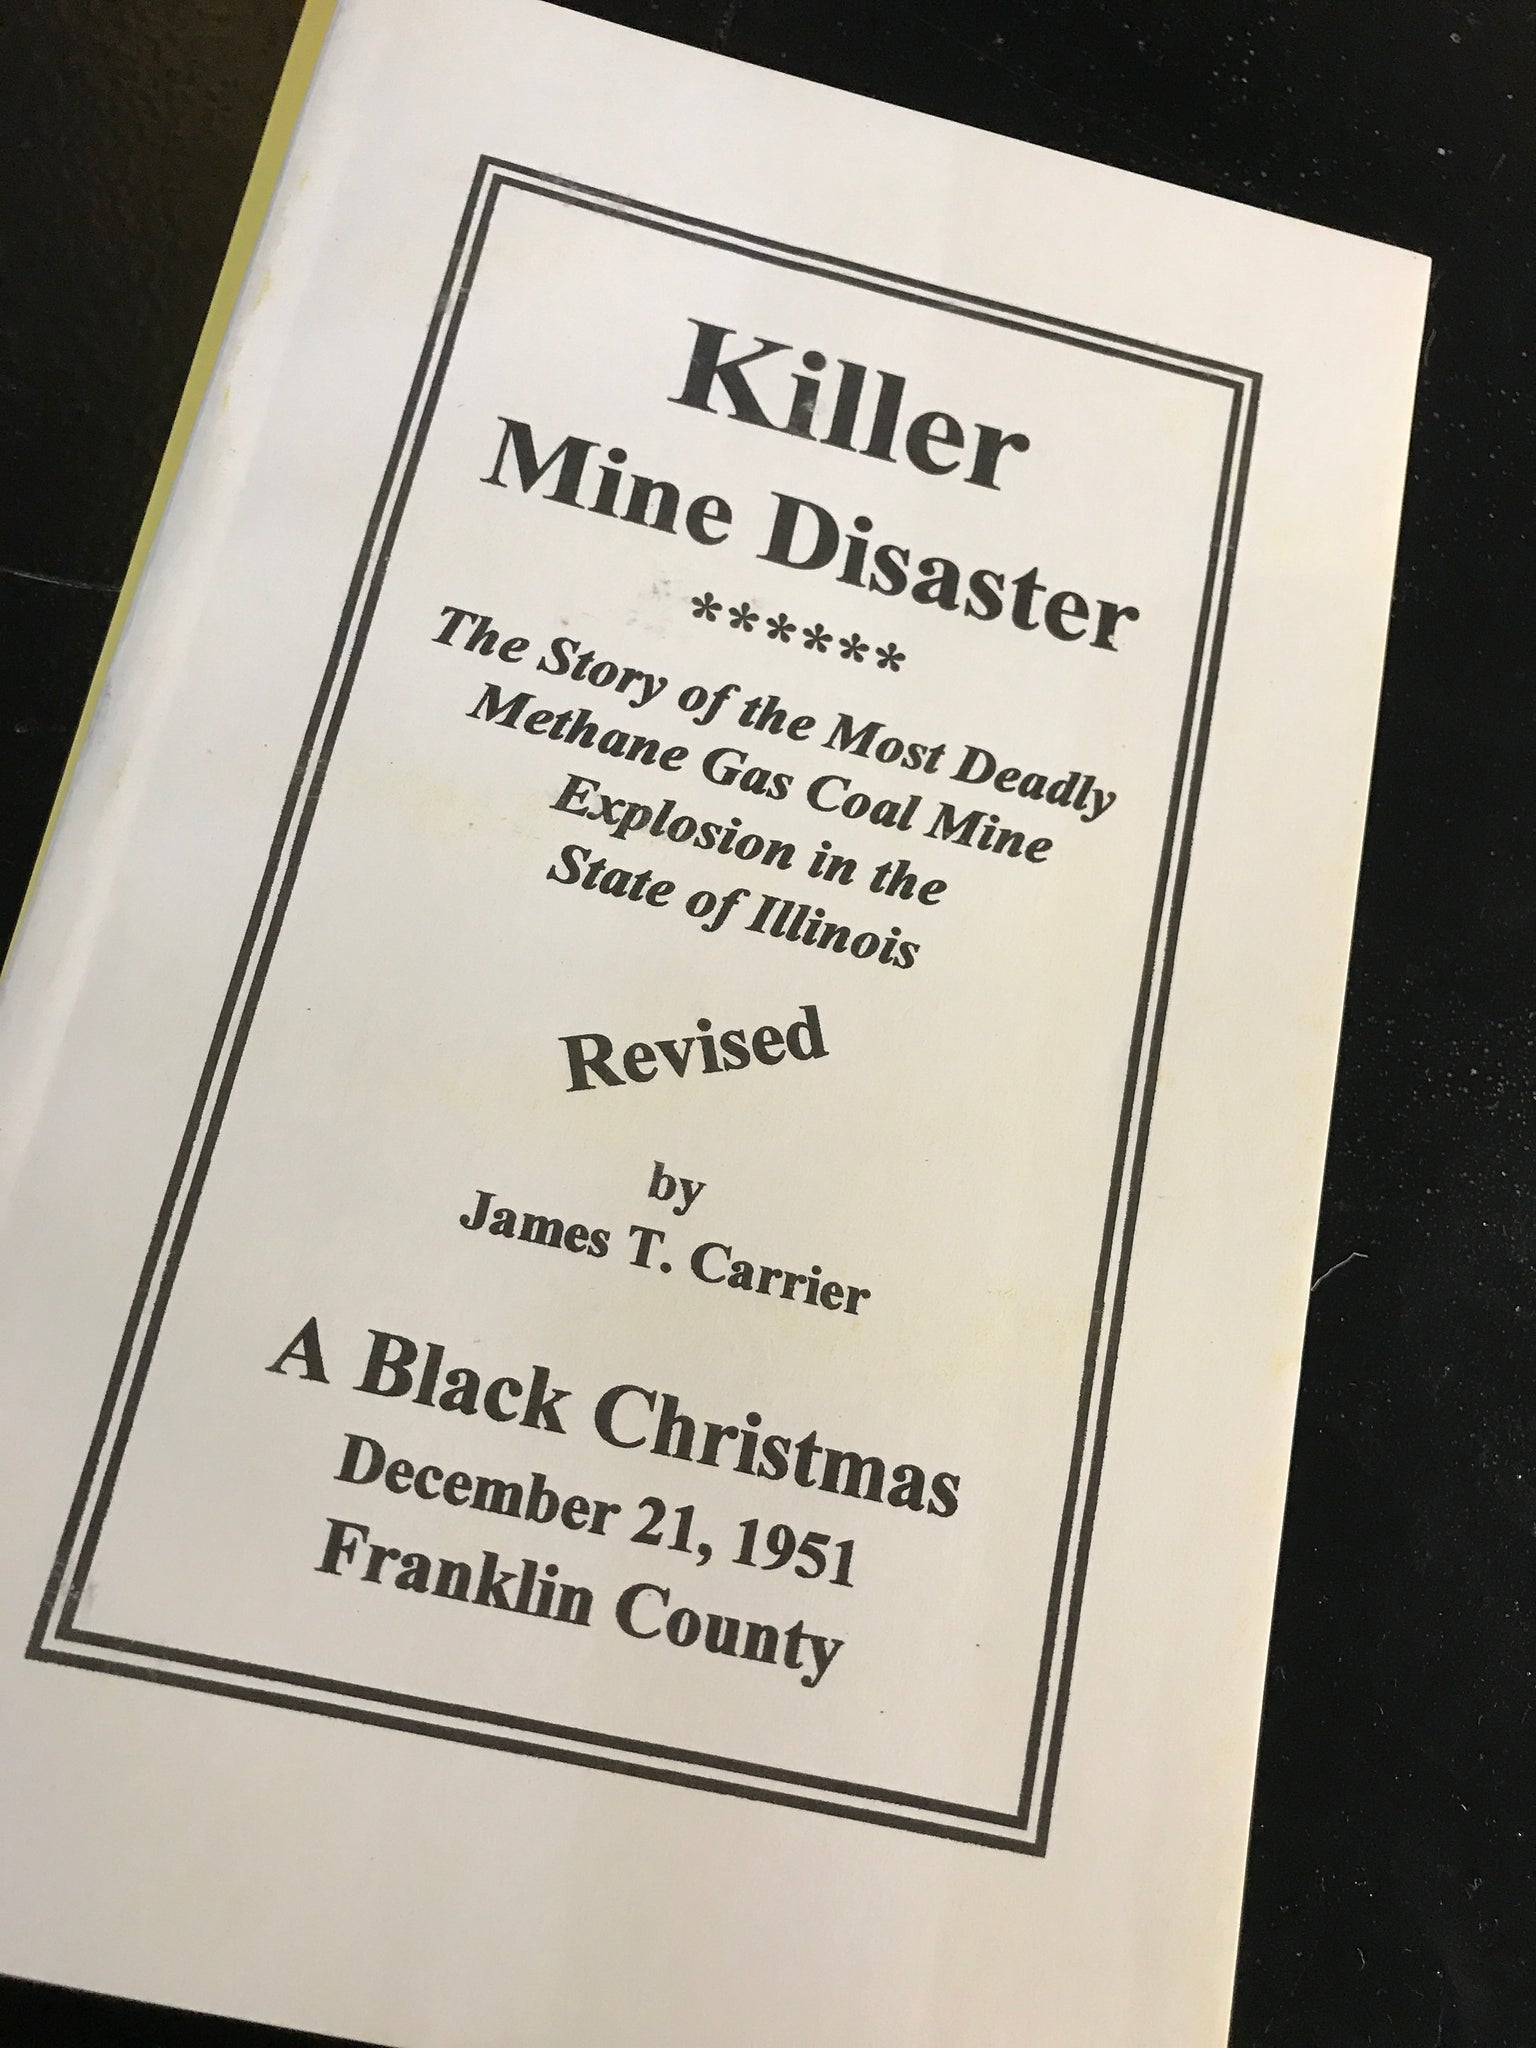 Killer
Mine Disaster
******
The Story of the Most Deadly
Methane Gas Coal Mine
Explosion in the
State of Illinois
Revised
by
James T. Carrier
A Black Christmas
December 21, 1951
Franklin County